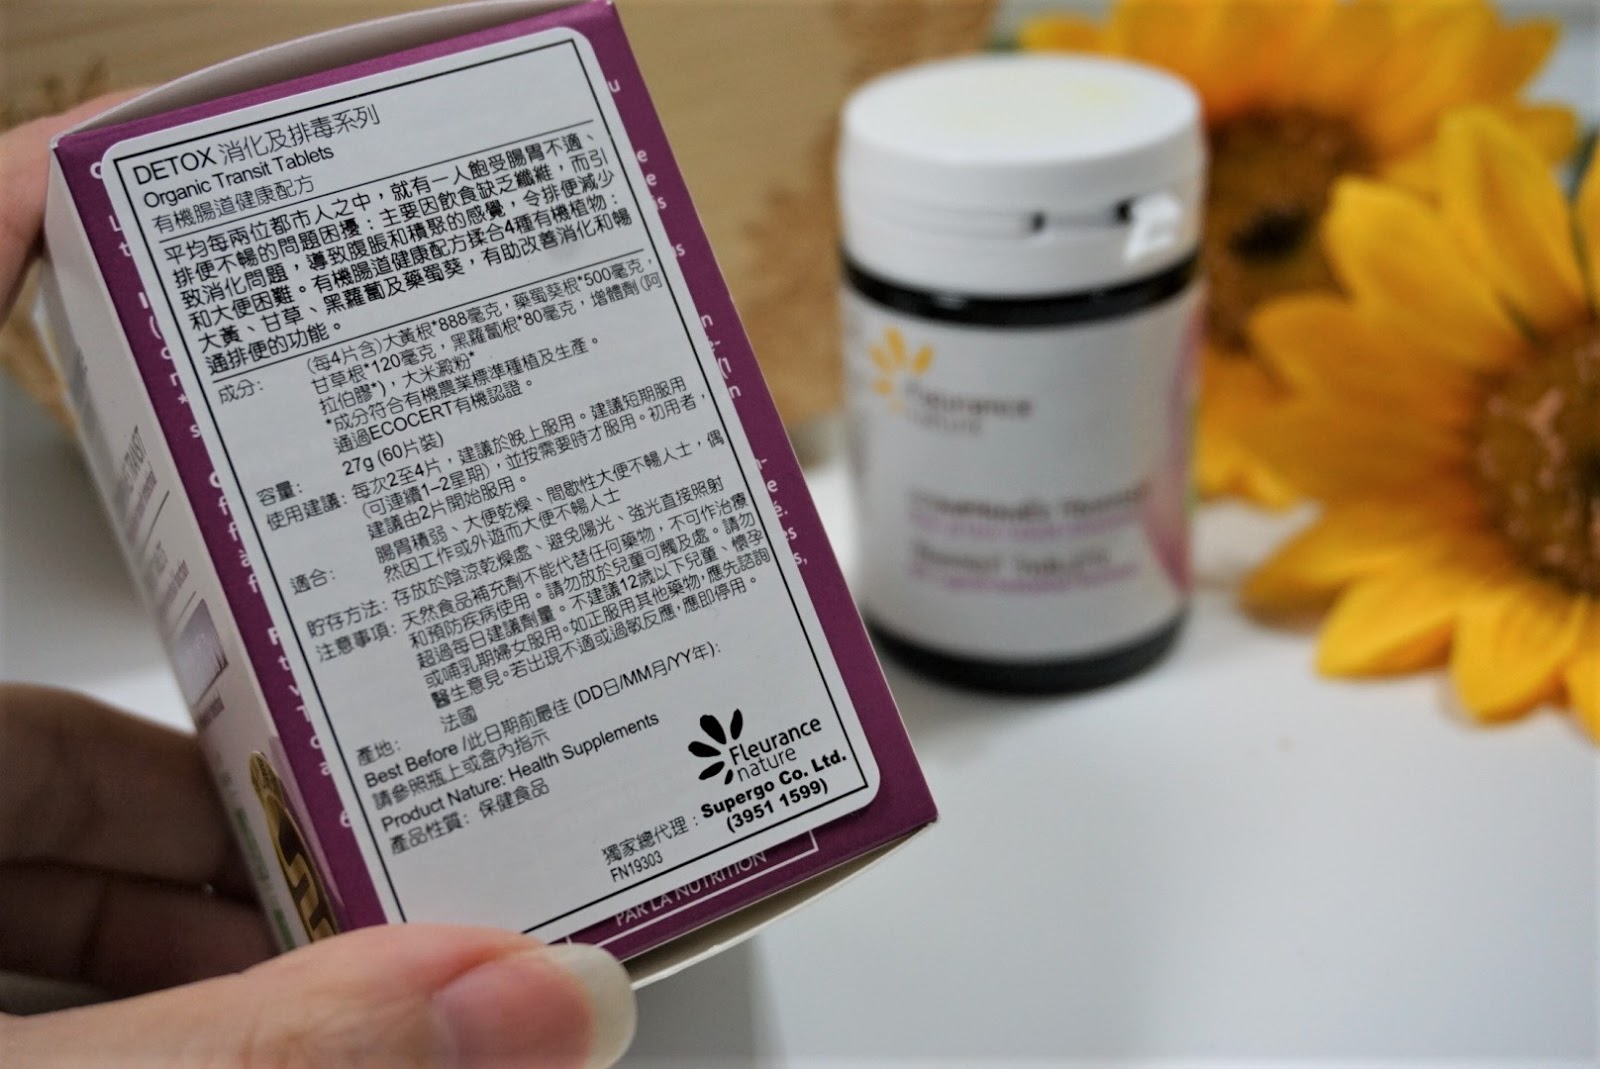 DETOX 消化及排毒系列
Organic Transit Tablets
有機腸道健康配方
平均每兩位都市人之中，就有一人飽受腸胃不適、
排便不暢的問題困擾：主要因飲食缺乏纖維，而引
致消化問題，導致腹脹和積聚的感覺，令排便減少
和大便困難。有機腸道健康配方揉合4種有機植物：
大黃、甘草、黑蘿蔔及藥蜀葵，有助改善消化和暢
通排便的功能。
成分： (每4片含) 大黃根*888毫克，藥蜀葵根*500毫克，
甘草根*120毫克，黑蘿蔔根*80毫克，增體劑 (阿
拉伯膠*)，大米澱粉*
*成分符合有機農業標準種植及生產。
通過ECOCERT有機認證。
容量： 27g (60片裝)
使用建議： 每次2至4片，建議於晚上服用。建議短期服用
(可連續1–2星期)，並按需要時才服用。初用者，
建議由2片開始服用。
適合： 腸胃積弱、大便乾燥、間歇性大便不暢人士，偶
然因工作或外遊而大便不暢人士
貯存方法： 存放於陰涼乾燥處、避免陽光、強光直接照射
注意事項： 天然食品補充劑不能代替任何藥物，不可作治療
和預防疾病使用。請勿放於兒童可觸及處。請勿
超過每日建議劑量。不建議12歲以下兒童、懷孕
或哺乳期婦女服用。如正服用其他藥物，應先諮詢
醫生意見。若出現不適或過敏反應，應即停用。
產地： 法國
Best Before /此日期前最佳 (DD日/MM月/YY年):
請參照瓶上或盒內指示
Product Nature: Health Supplements
產品性質： 保健食品
Fleurance
nature
獨家總代理： Supergo Co. Ltd.
(3951 1599)
FN19303
PAR LA NUTRITION
Fleurance
nature